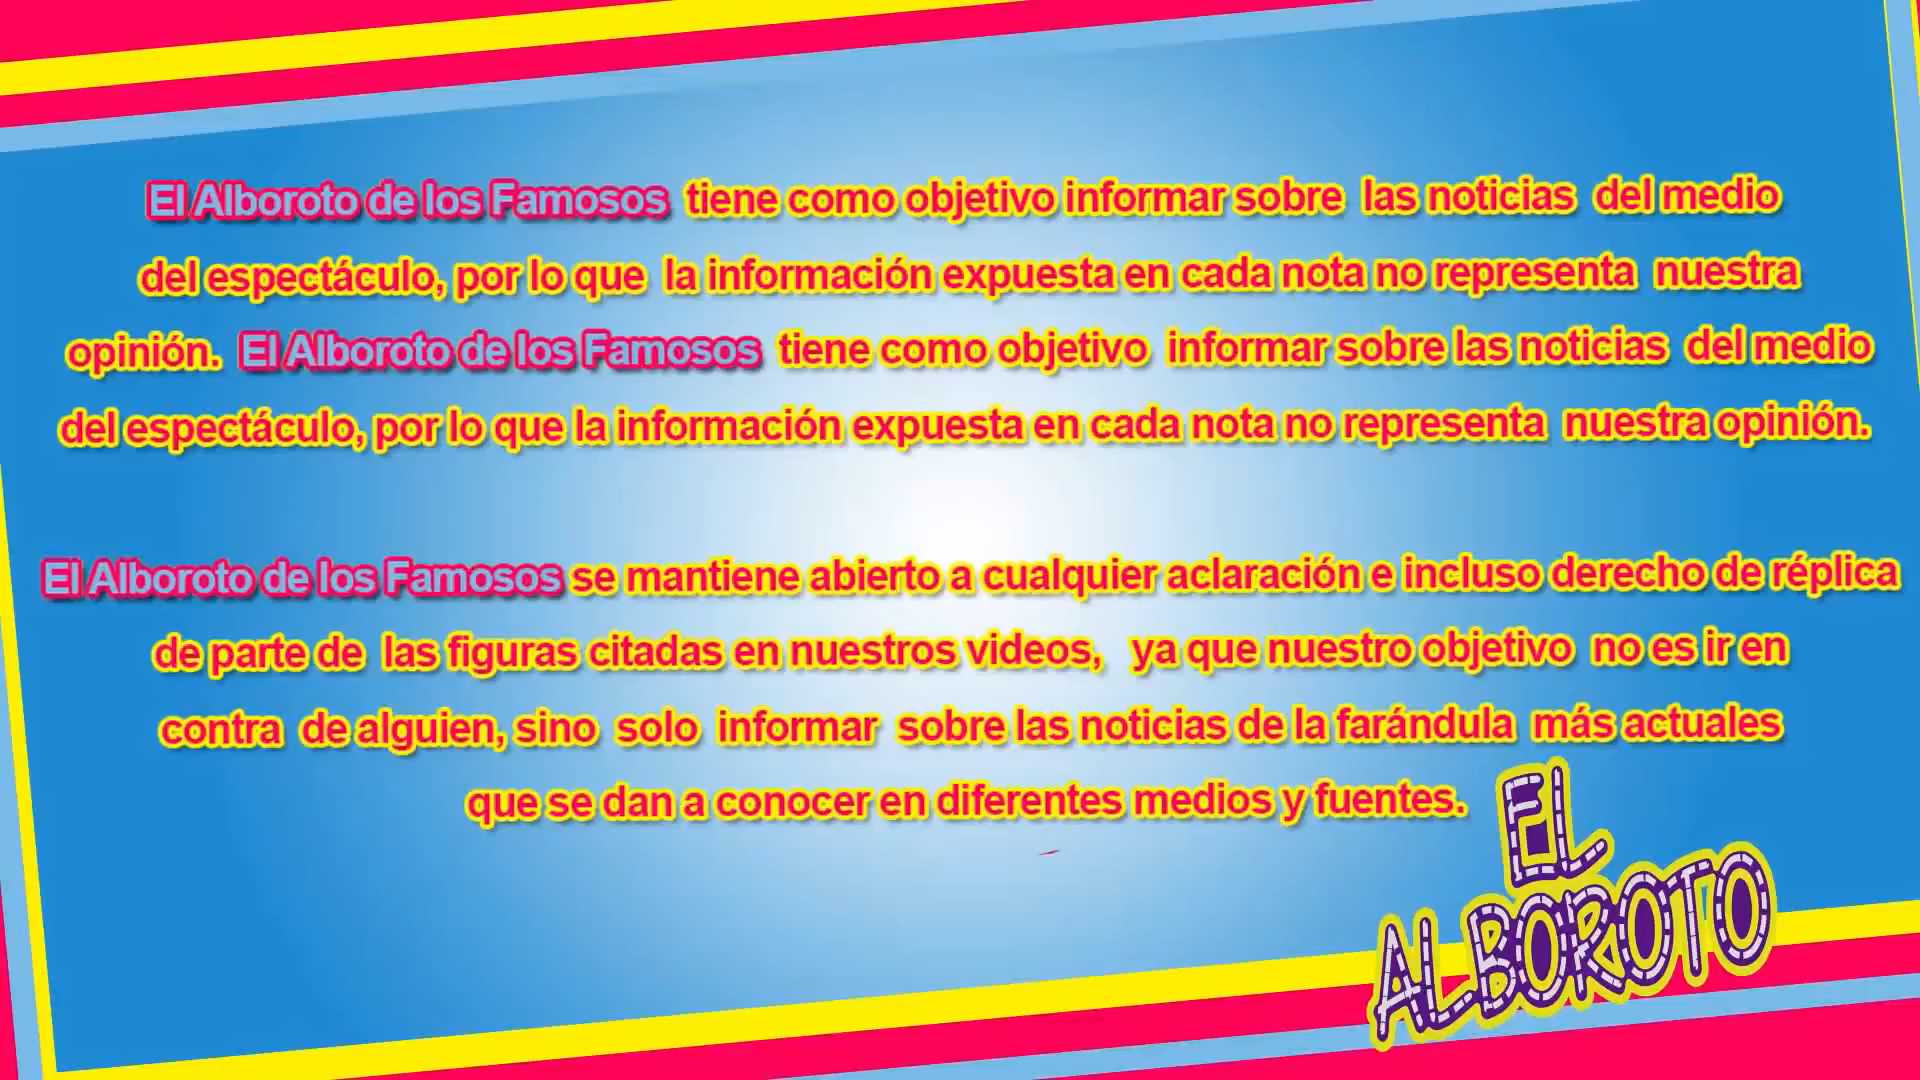 El Alboroto de los Famosos tiene como objetivo informar sobre las noticias del medio
del espectáculo, por lo que la información expuesta en cada nota no representa nuestra
opinión. El Alboroto de los Famosos tiene como objetivo informar sobre las noticias del medio
del espectáculo, por lo que la información expuesta en cada nota no representa nuestra opinión.
El Alboroto de los Famosos se mantiene abierto a cualquier aclaración e incluso derecho de réplica
de parte de las figuras citadas en nuestros videos, ya que nuestro objetivo no es ir en
contra de alguien, sino solo informar sobre las noticias de la farándula más actuales
que se dan a conocer en diferentes medios y fuentes.
EL
ALBOROTO